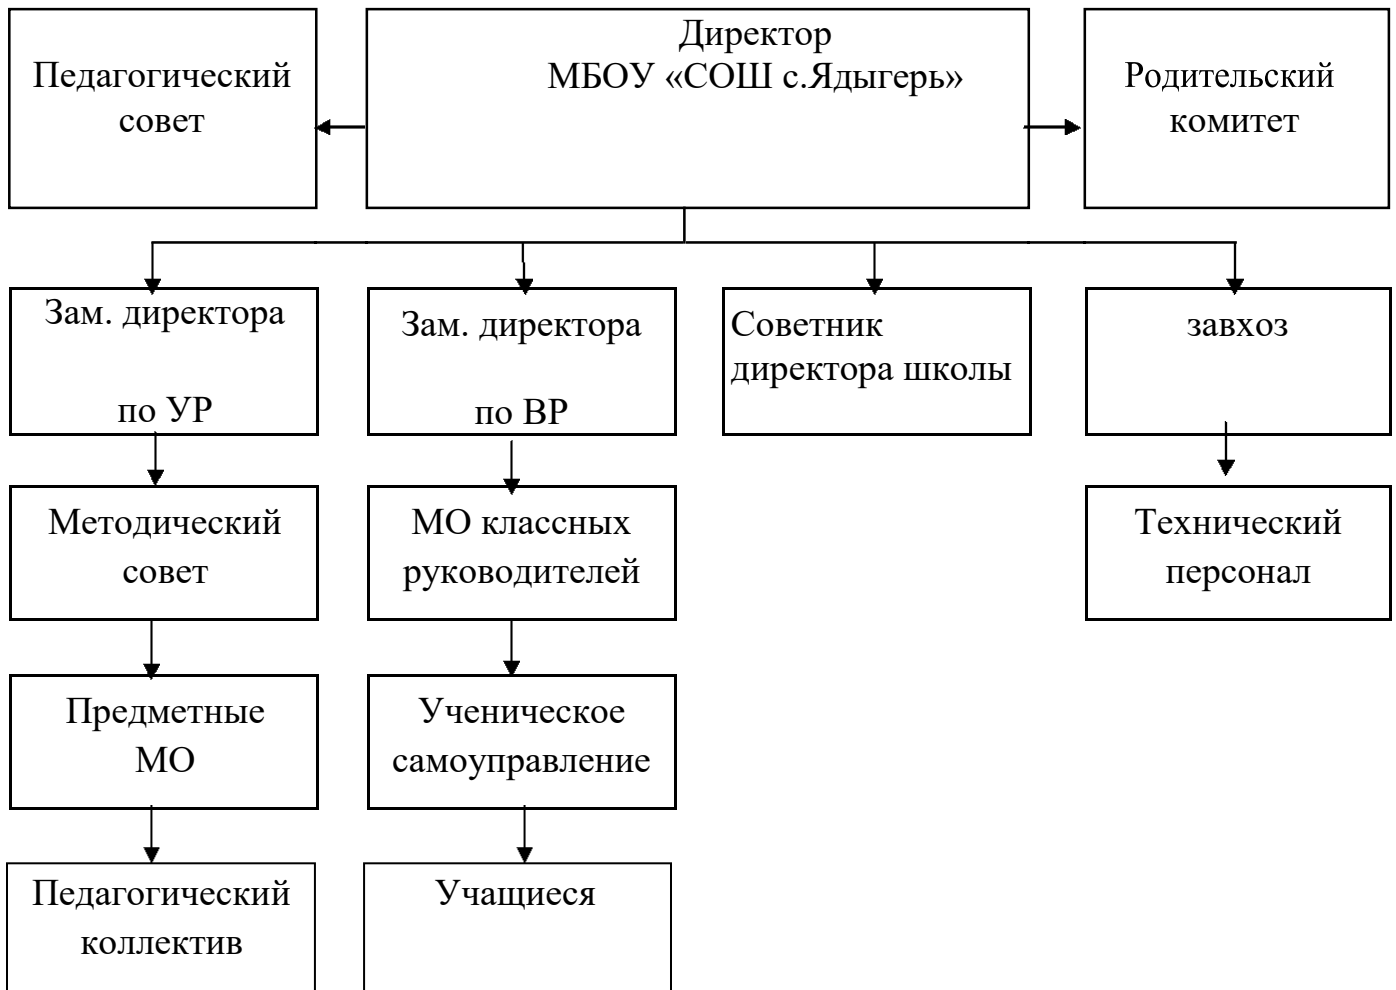 Педагогический
совет
Директор
МБОУ «СОШ с.Ядыгерь»
Родительский
комитет
Зам. директора
по УР
Зам. директора
по ВР
Советник
директора школы
завхоз
Методический
совет
МО классных
руководителей
Технический
персонал
Предметные
МО
Ученическое
самоуправление
Педагогический
коллектив
Учащиеся